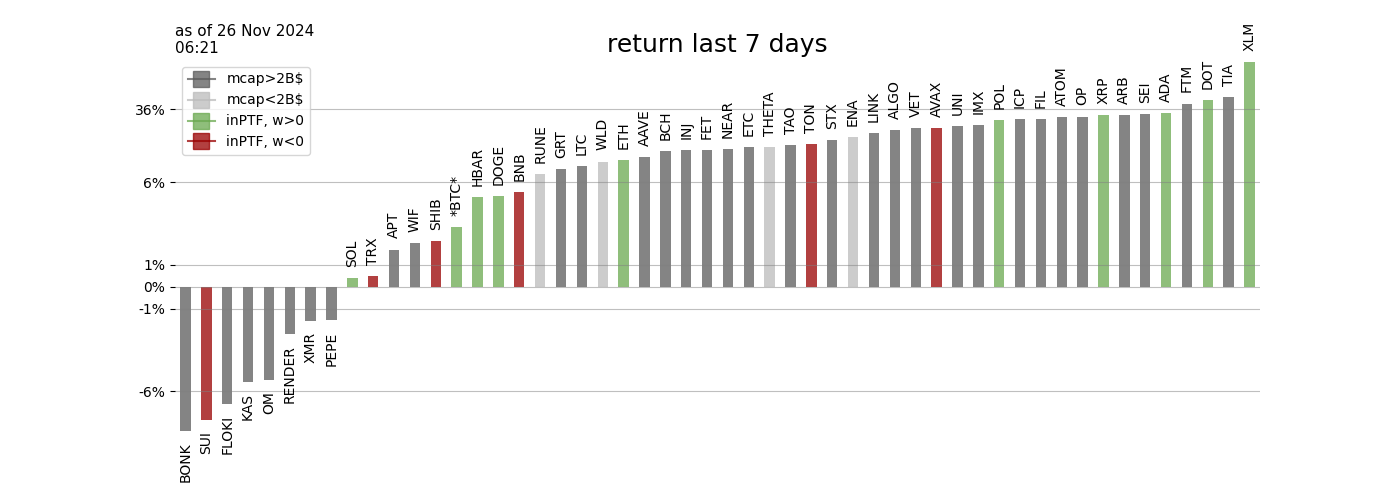 as of 26 Nov 2024
06:21
return last 7 days
mcap>2B$
mcap<2B$
inPTF, w>0
inPTF, w<0
36%
6%
1%
0%
-1%
-6%
BONK
SUI
FLOKI
KAS
OM
RENDER
XMR
PEPE
SOL
TRX
APT
WIF
SHIB
*BTC*
HBAR
DOGE
BNB
RUNE
GRT
LTC
WLD
ETH
AAVE
BCH
INJ
FET
NEAR
ETC
THETA
TAO
TON
STX
ENA
LINK
ALGO
VET
AVAX
UNI
IMX
POL
ICP
FIL
ATOM
OP
XRP
ARB
SEI
ADA
FTM
DOT
TIA
XLM